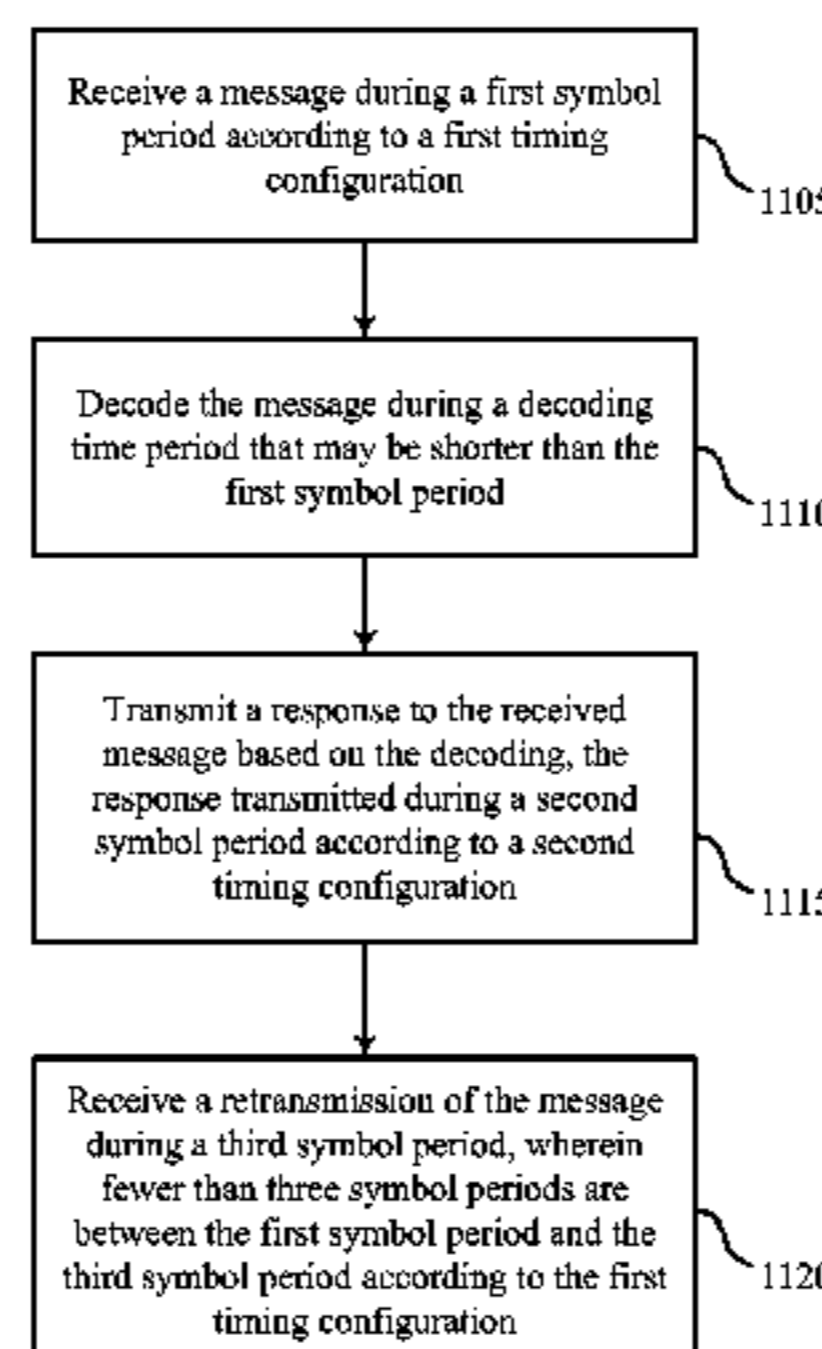 Receive a message during a first symbol
period according to a first timing
configuration
1105
Decode the message during a decoding
time period that may be shorter than the
first symbol period
1110
Transmit a response to the received
message based on the decoding, the
response transmitted during a second
symbol period according to a second
timing configuration
1115
Receive a retransmission of the message
during a third symbol period, wherein
fewer than three symbol periods are
between the first symbol period and the
third symbol period according to the first
timing configuration
1120